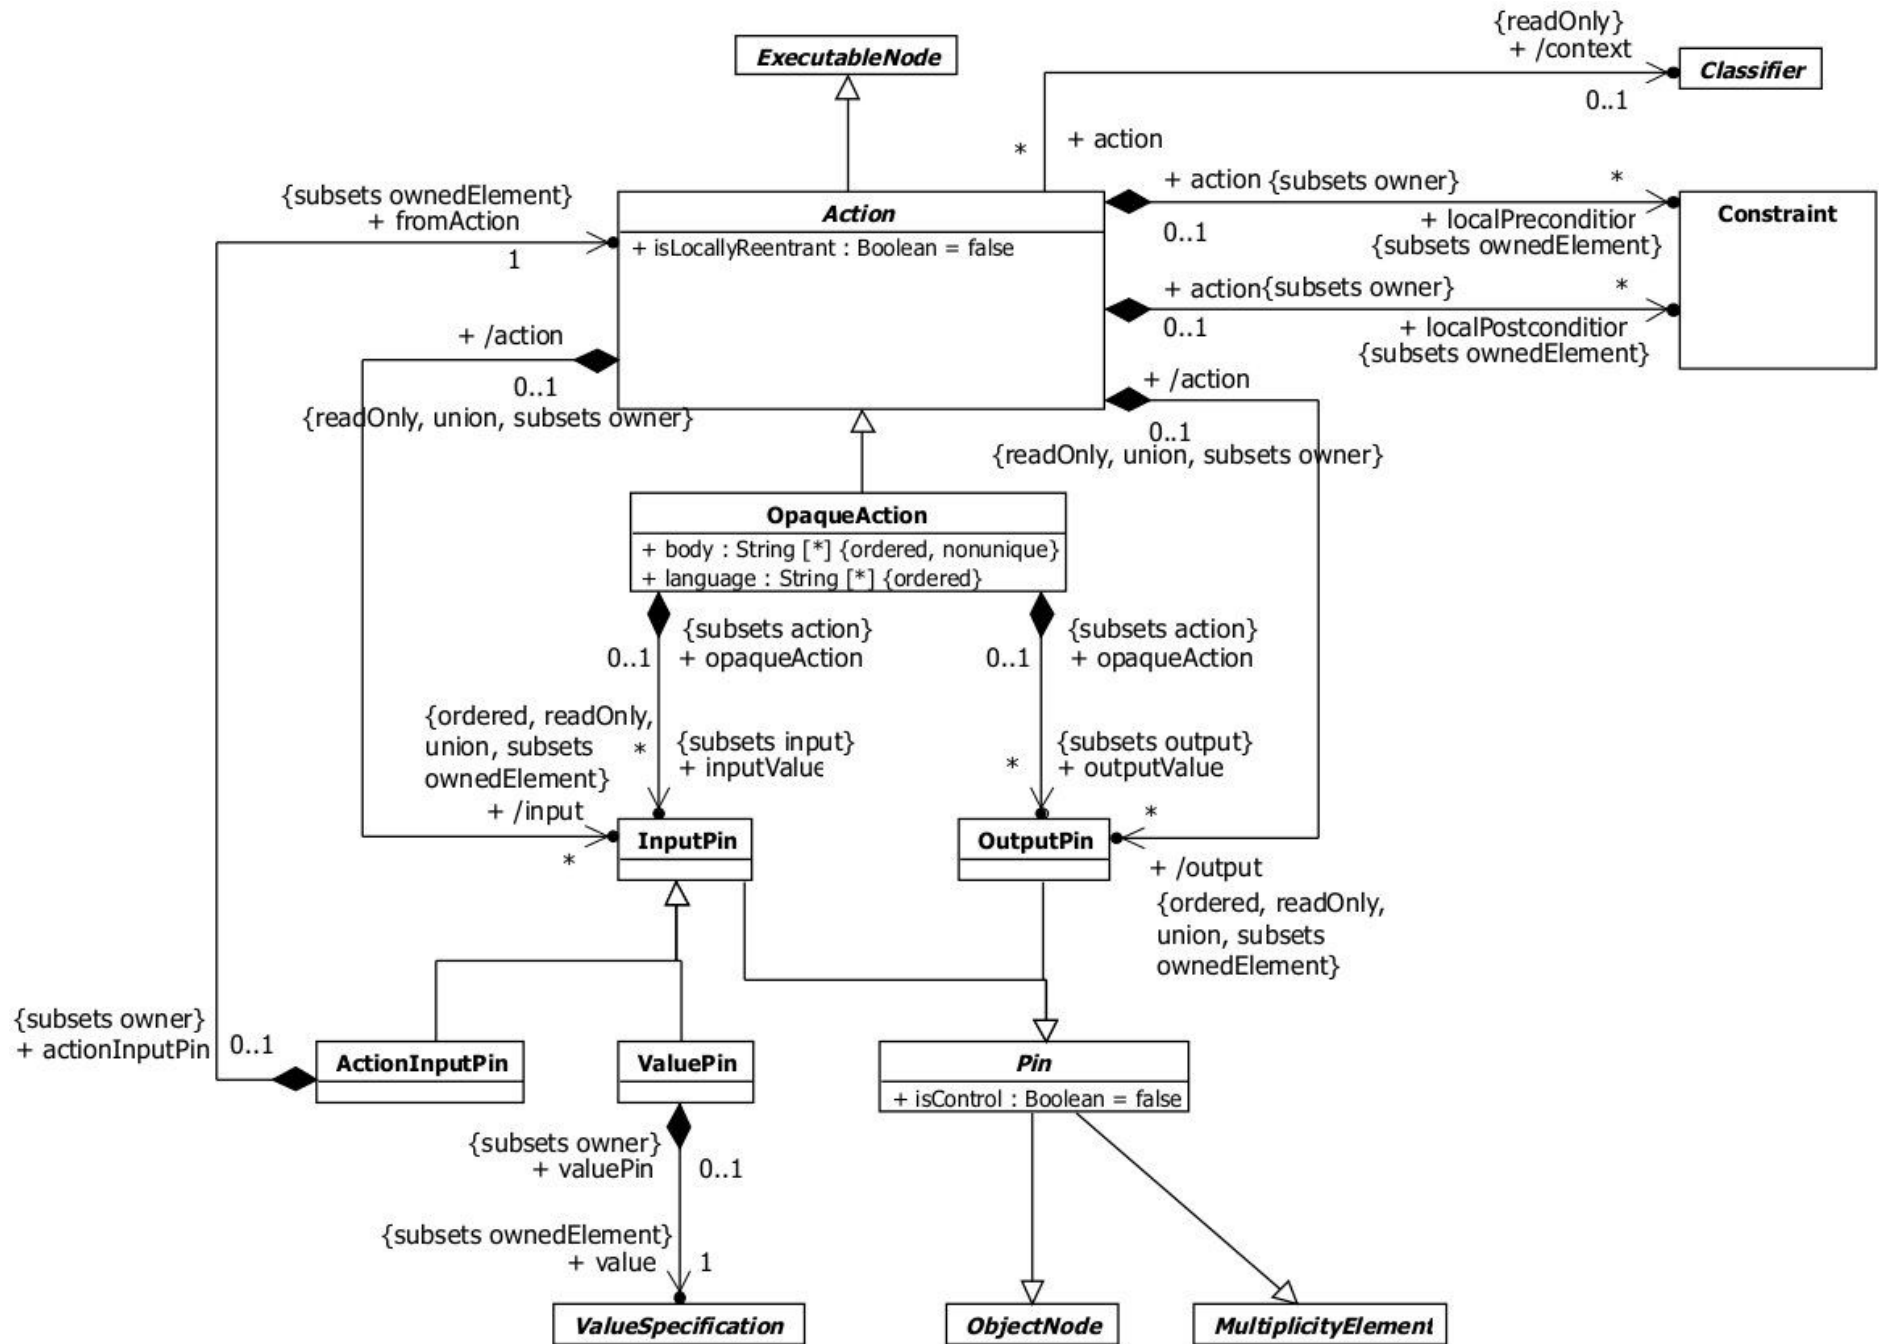 {readOnly}
+ /context
ExecutableNode
Classifier
0..1
*
+ action
{subsets ownedElement}
+ fromAction
1
Action
+ isLocallyReentrant : Boolean = false
+ action {subsets owner}
*
0..1
+ localPreconditior
{subsets ownedElement}
Constraint
+ action{subsets owner}
*
0..1
+ localPostconditior
{subsets ownedElement}
+ /action
0..1
{readOnly, union, subsets owner}
+ /action
0..1
{readOnly, union, subsets owner}
OpaqueAction
+ body : String [*] {ordered, nonunique}
+ language : String [*] {ordered}
{subsets action}
0..1
+ opaqueAction
{subsets action}
0..1
+ opaqueAction
{ordered, readOnly,
union, subsets
ownedElement}
+ /input
*
*
{subsets input}
+ inputValue
{subsets output}
*
+ outputValue
InputPin
OutputPin
*
+ /output
{ordered, readOnly,
union, subsets
ownedElement}
{subsets owner}
+ actionInputPin
0..1
ActionInputPin
ValuePin
Pin
+ isControl : Boolean = false
{subsets owner}
+ valuePin
0..1
{subsets ownedElement}
+ value
1
ValueSpecification
ObjectNode
MultiplicityElement